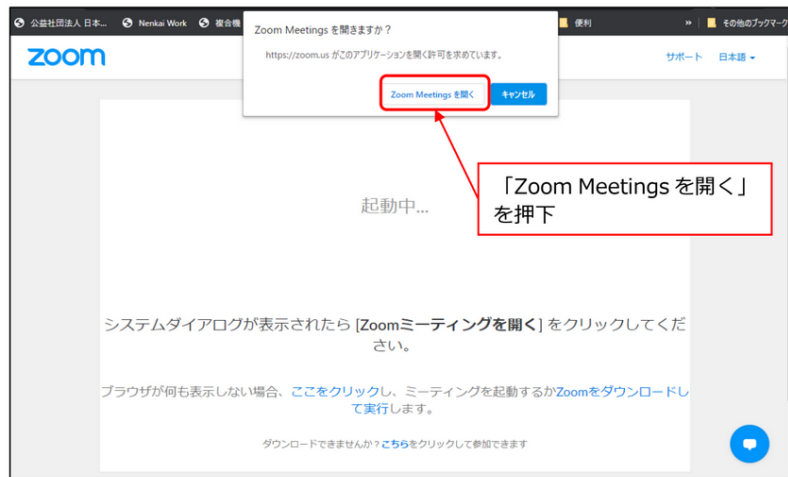 公益社団法人 日本...
Nenkai Work
複合機
便利
»
その他のブックマーク
Zoom Meetings を開きますか？
https://zoom.us がこのアプリケーションを開く許可を求めています。
Zoom Meetings を開く
キャンセル
zoom
サポート
日本語
「Zoom Meetings を開く」
を押下
起動中...
システムダイアログが表示されたら [Zoomミーティングを開く] をクリックしてくだ
さい。
ブラウザが何も表示しない場合、ここをクリックし、ミーティングを起動するかZoomをダウンロードし
て実行します。
ダウンロードできませんか？こちらをクリックして参加できます